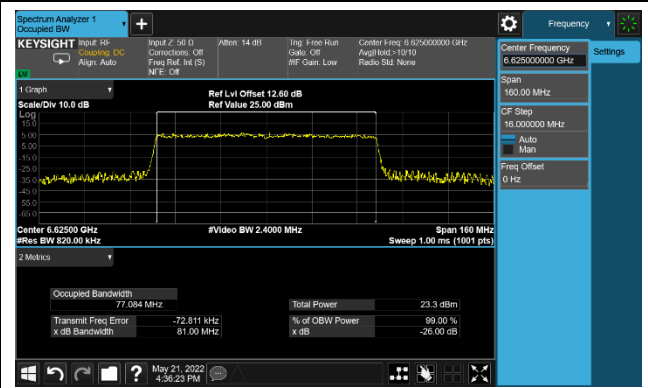 Spectrum Analyzer 1
Occupied BW
Frequency
KEYSIGHT
Input: RF
Coupling: DC
Align: Auto
Input Z: 50 Ω
Corrections: Off
Freq Ref: Int (S)
NFE: Off
Atten: 14 dB
Trig: Free Run
Gate: Off
#IF Gain: Low
Center Freq: 6.625000000 GHz
Avg|Hold:>10/10
Radio Std: None
LXI
Center Frequency
6.625000000 GHz
Settings
Span
160.00 MHz
CF Step
16.000000 MHz
Auto
Man
Freq Offset
0 Hz
1 Graph
Scale/Div 10.0 dB
Ref Lvl Offset 12.60 dB
Ref Value 25.00 dBm
Log
15.0
5.00
-5.00
-15.0
-25.0
-35.0
-45.0
-55.0
-65.0
Center 6.62500 GHz
#Res BW 820.00 kHz
#Video BW 2.4000 MHz
Span 160 MHz
Sweep 1.00 ms (1001 pts)
2 Metrics
Occupied Bandwidth
77.084 MHz
Total Power 23.3 dBm
Transmit Freq Error -72.811 kHz
% of OBW Power 99.00 %
x dB Bandwidth 81.00 MHz
x dB -26.00 dB
?
May 21, 2022
4:36:23 PM